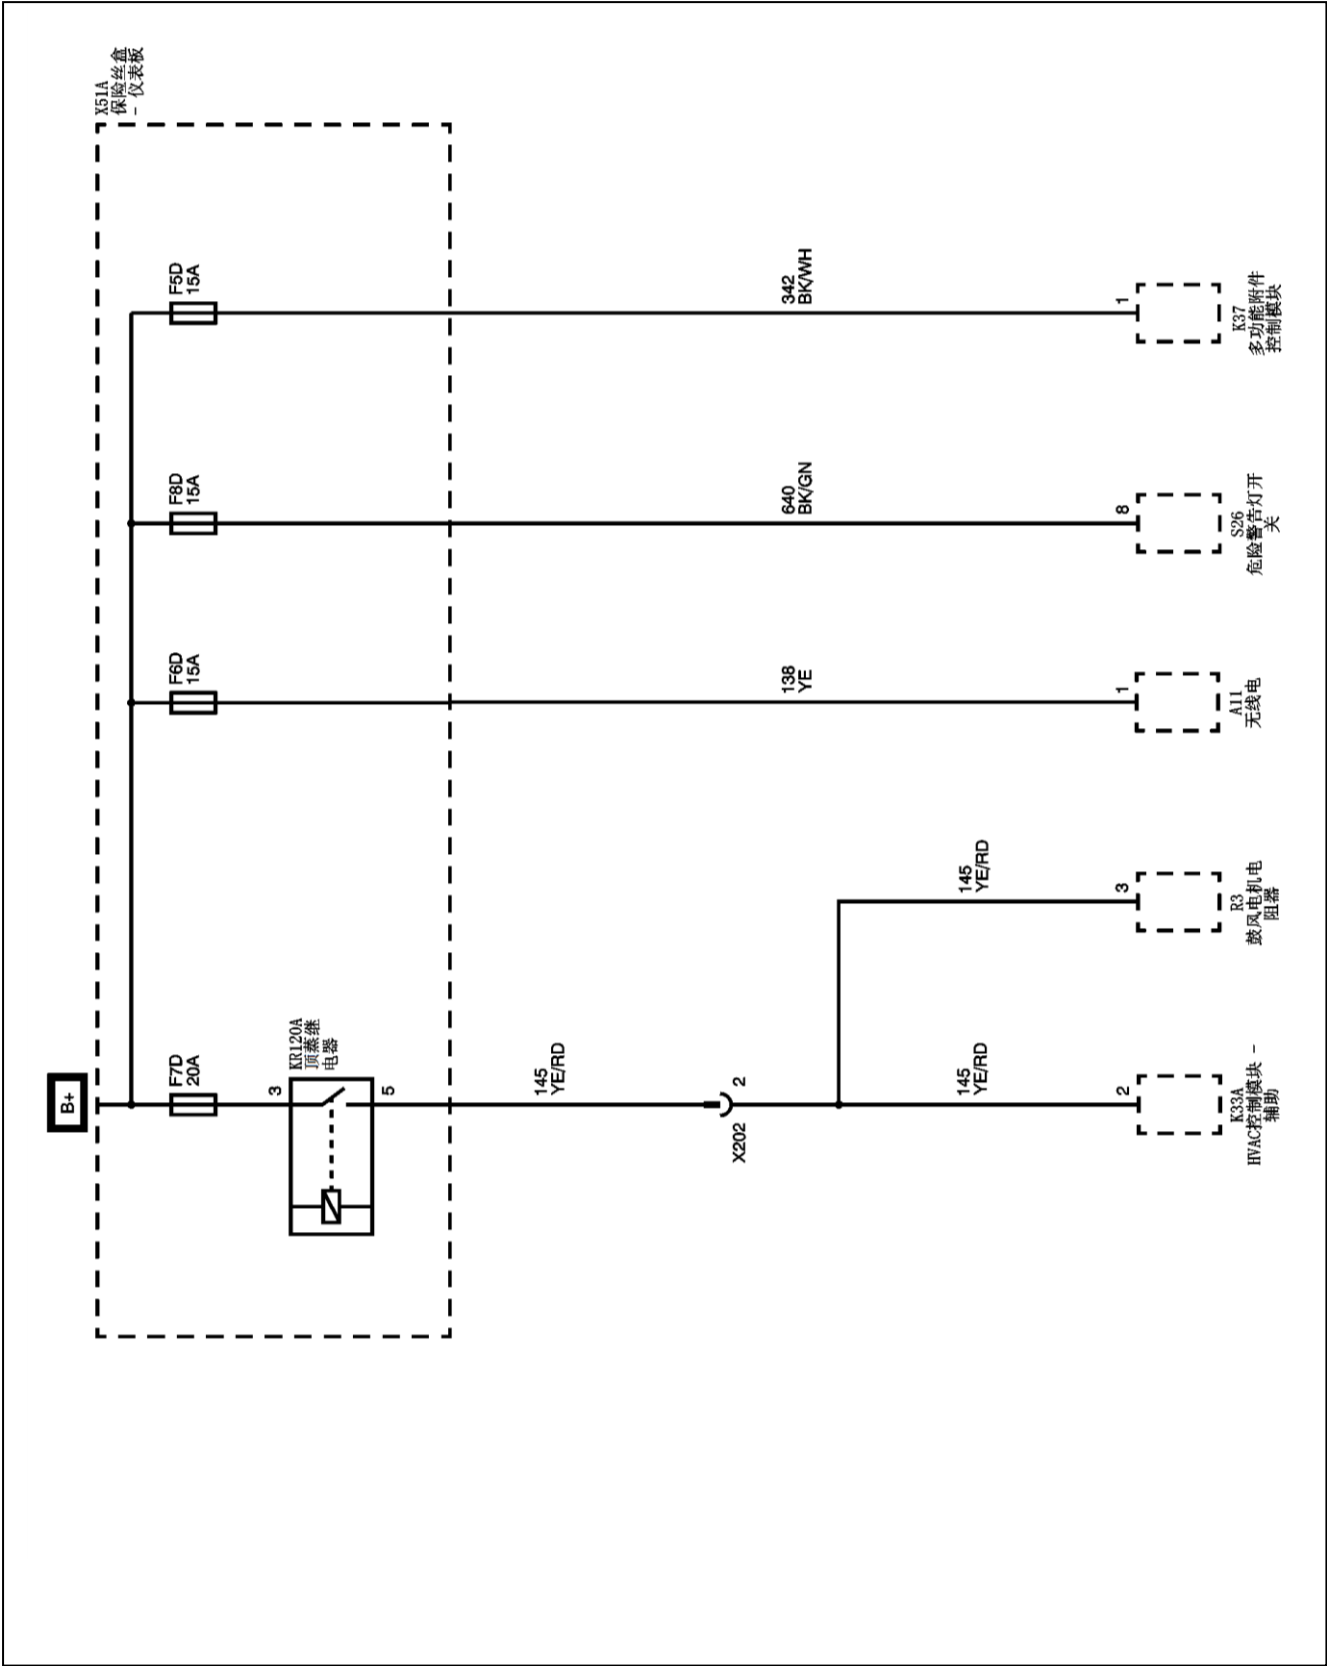 B+
X51A
保险丝盒
- 仪表板
F7D
20A
F6D
15A
F8D
15A
F5D
15A
KR120A
顶蒸继
电器
3
5
145
YE/RD
138
YE
640
BK/GN
342
BK/WH
X202
2
145
YE/RD
145
YE/RD
2
3
1
8
1
K33A
HVAC控制模块 -
辅助
R3
鼓风电机电
阻器
A11
无线电
S26
危险警告灯开
关
K37
多功能附件
控制模块